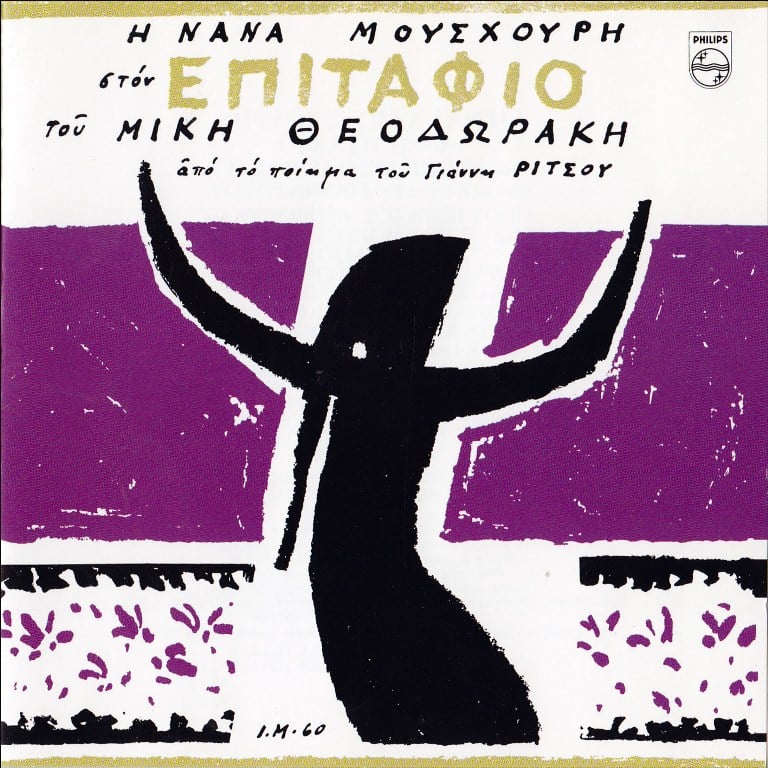 Η ΝΑΝΑ ΜΟΥΣΧΟΥΡΗ
PHILIPS
στόν ΕΠΙΤΑΦΙΟ
τοῦ ΜΙΚΗ ΘΕΟΔΩΡΑΚΗ
ἀπό τό ποίημα τοῦ Γιάννη ΡΙΤΣΟΥ
Ι.Μ-60